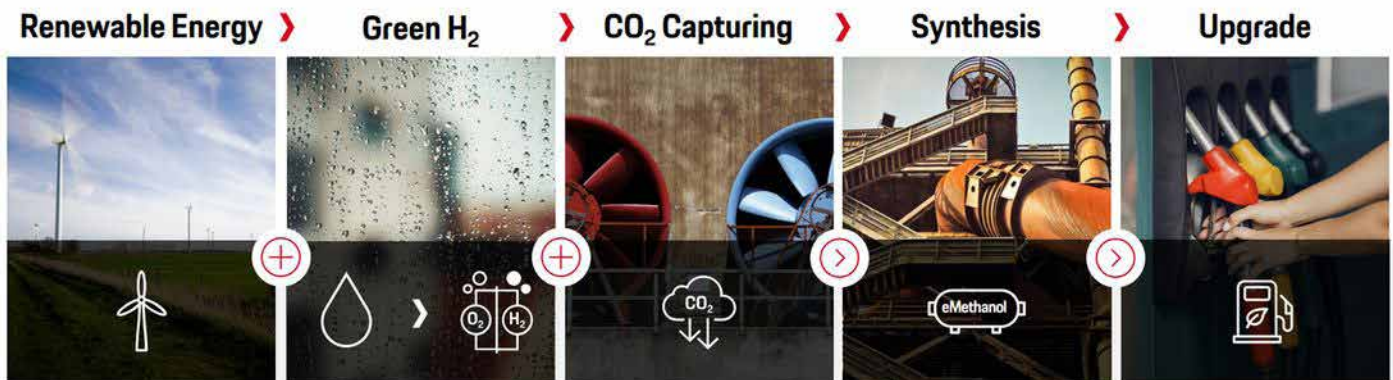 Renewable Energy
Green H₂
CO₂ Capturing
Synthesis
Upgrade
O₂ H₂
CO₂
eMethanol